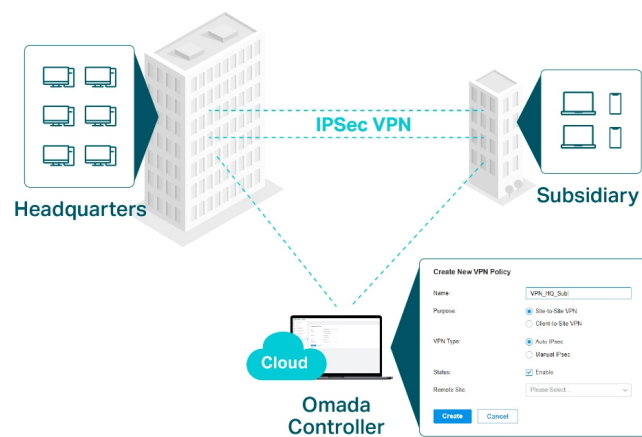 IPSec VPN
Headquarters
Subsidiary
Create New VPN Policy
Name:
VPN_HQ_Sub
Purpose:
Site-to-Site VPN
Client-to-Site VPN
VPN Type:
Auto IPsec
Manual IPsec
Status:
Enable
Remote Site:
Please Select...
Create
Cancel
Cloud
Omada
Controller